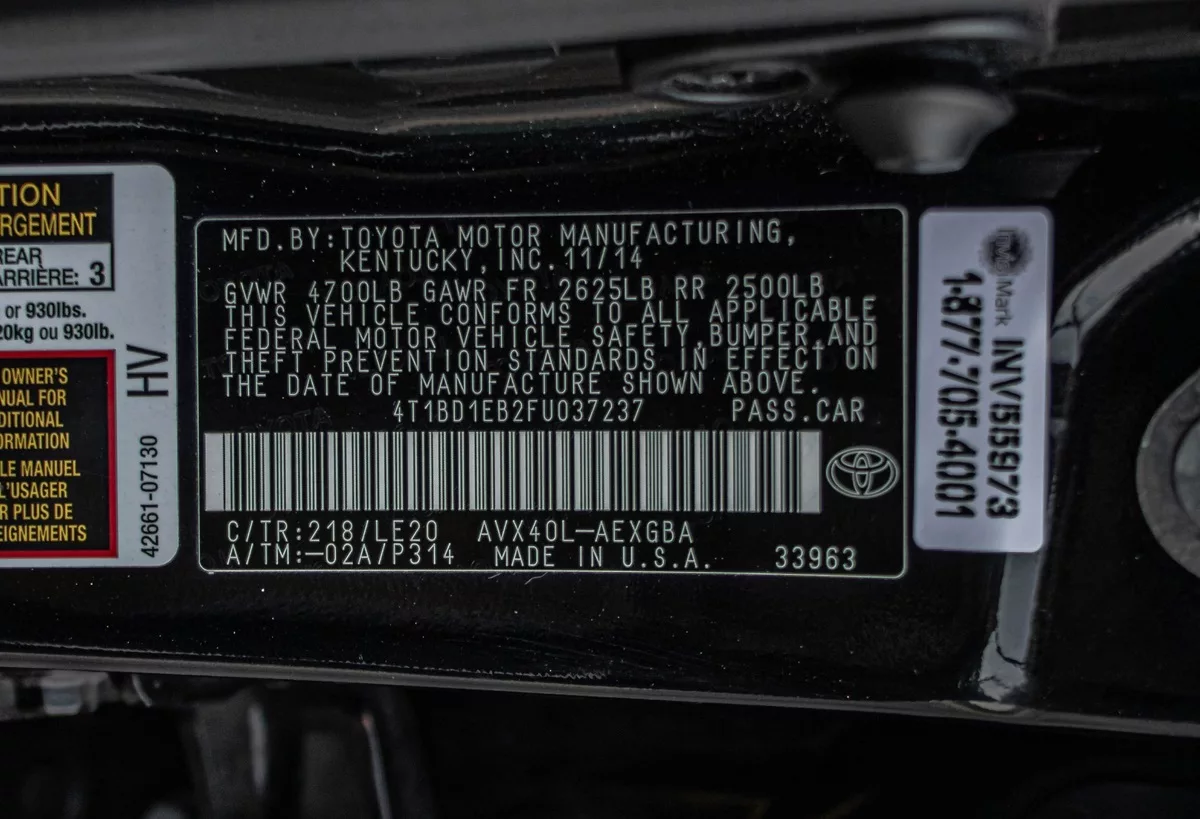 TION
RGEMENT
REAR
ARRIÈRE: 3
or 930lbs.
20kg ou 930lb.
OWNER'S
NUAL FOR
DITIONAL
ORMATION
LE MANUEL
L'USAGER
R PLUS DE
EIGNEMENTS
HV
42661-07130
MFD.BY:TOYOTA MOTOR MANUFACTURING,
KENTUCKY,INC.11/14
GVWR 4700LB GAWR FR 2625LB RR 2500LB
THIS VEHICLE CONFORMS TO ALL APPLICABLE
FEDERAL MOTOR VEHICLE SAFETY,BUMPER,AND
THEFT PREVENTION STANDARDS IN EFFECT ON
THE DATE OF MANUFACTURE SHOWN ABOVE.
4T1BD1EB2FU037237 PASS.CAR
C/TR:218/LE20 AVX40L-AEXGBA
A/TM:-02A/P314 MADE IN U.S.A. 33963
Mark INV155973
1-877-705-4001